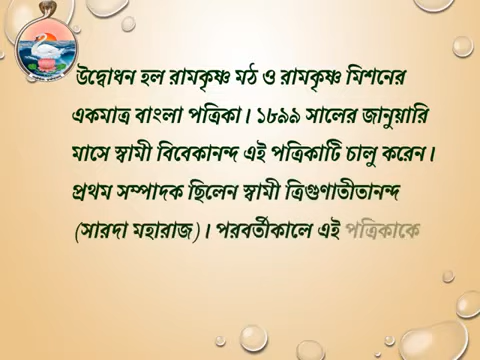 উদ্বোধন হল রামকৃষ্ণ মঠ ও রামকৃষ্ণ মিশনের
একমাত্র বাংলা পত্রিকা। ১৮৯৯ সালের জানুয়ারি
মাসে স্বামী বিবেকানন্দ এই পত্রিকাটি চালু করেন।
প্রথম সম্পাদক ছিলেন স্বামী ত্রিগুণাতীতানন্দ
(সারদা মহারাজ)। পরবর্তীকালে এই পত্রিকাকে